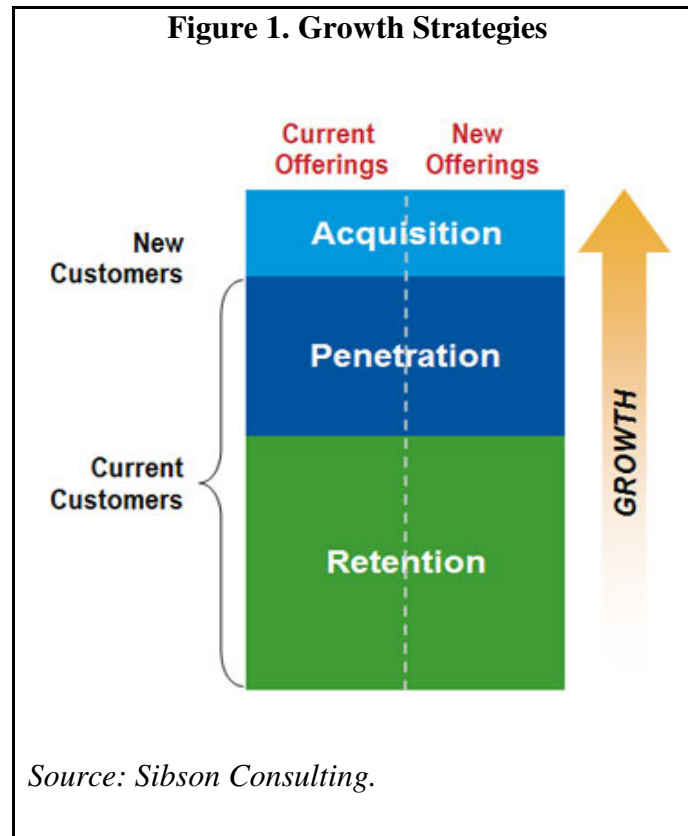 Figure 1. Growth Strategies
Current
Offerings
New
Offerings
New
Customers
Acquisition
Penetration
Current
Customers
Retention
GROWTH
Source: Sibson Consulting.